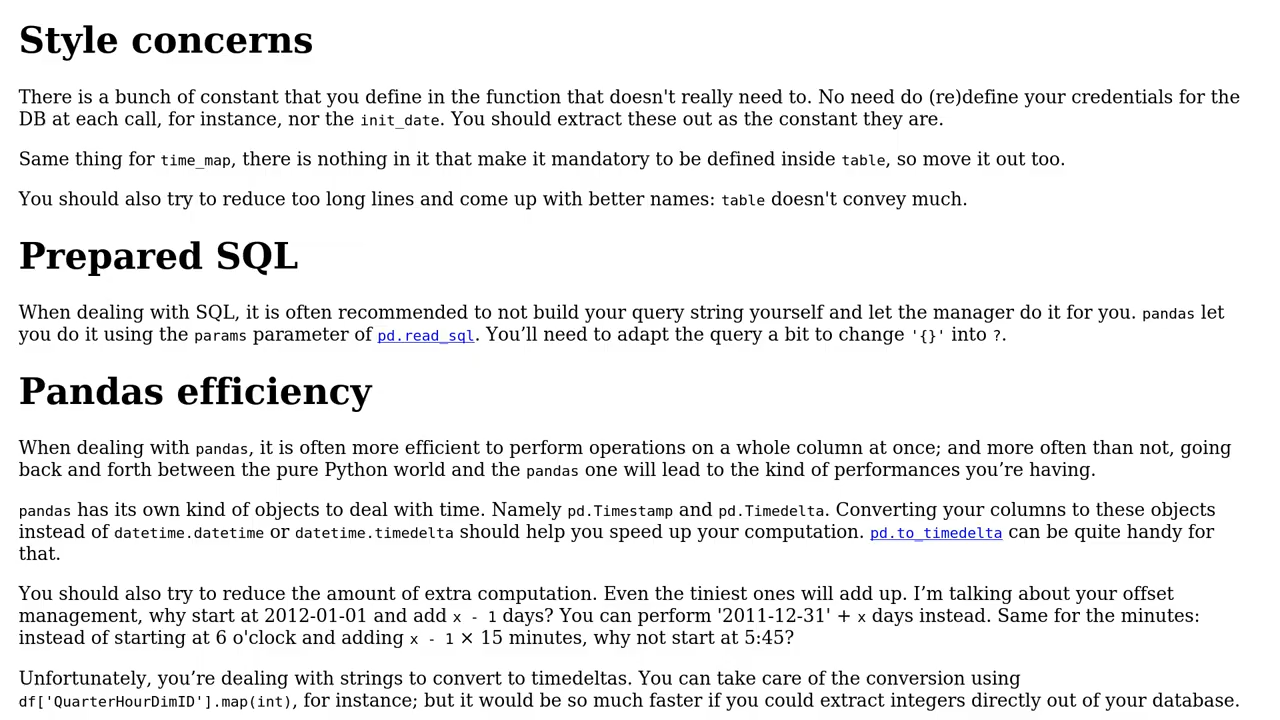 Style concerns
There is a bunch of constant that you define in the function that doesn't really need to. No need do (re)define your credentials for the
DB at each call, for instance, nor the init_date. You should extract these out as the constant they are.
Same thing for time_map, there is nothing in it that make it mandatory to be defined inside table, so move it out too.
You should also try to reduce too long lines and come up with better names: table doesn't convey much.
Prepared SQL
When dealing with SQL, it is often recommended to not build your query string yourself and let the manager do it for you. pandas let
you do it using the params parameter of pd.read_sql. You’ll need to adapt the query a bit to change '{}' into ?.
Pandas efficiency
When dealing with pandas, it is often more efficient to perform operations on a whole column at once; and more often than not, going
back and forth between the pure Python world and the pandas one will lead to the kind of performances you’re having.
pandas has its own kind of objects to deal with time. Namely pd.Timestamp and pd.Timedelta. Converting your columns to these objects
instead of datetime.datetime or datetime.timedelta should help you speed up your computation. pd.to_timedelta can be quite handy for
that.
You should also try to reduce the amount of extra computation. Even the tiniest ones will add up. I’m talking about your offset
management, why start at 2012-01-01 and add x - 1 days? You can perform '2011-12-31' + x days instead. Same for the minutes:
instead of starting at 6 o'clock and adding x - 1 × 15 minutes, why not start at 5:45?
Unfortunately, you’re dealing with strings to convert to timedeltas. You can take care of the conversion using
df['QuarterHourDimID'].map(int), for instance; but it would be so much faster if you could extract integers directly out of your database.